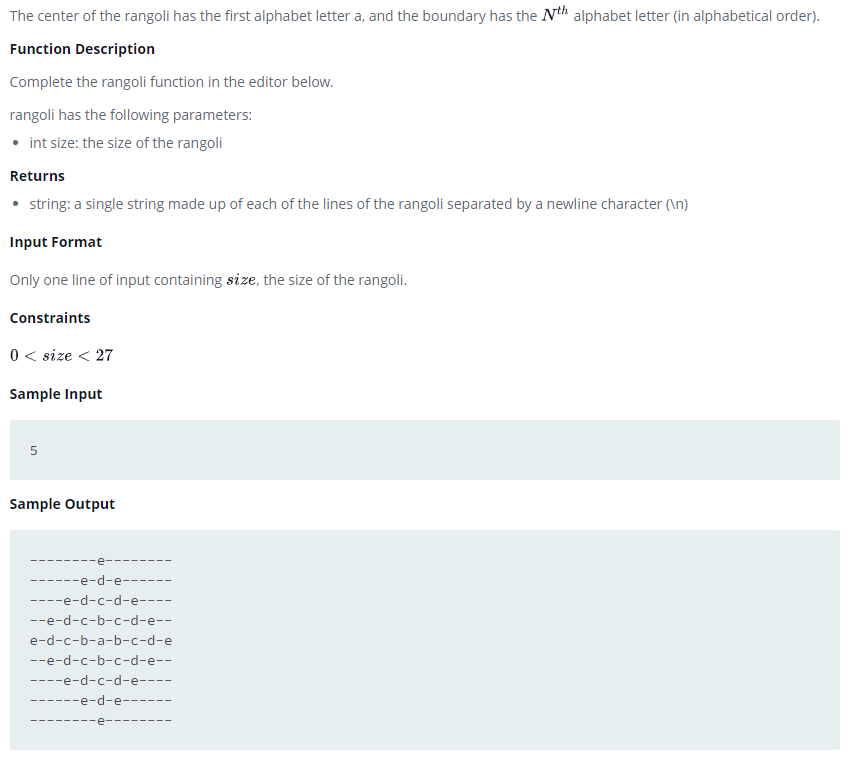 The center of the rangoli has the first alphabet letter a, and the boundary has the Nth alphabet letter (in alphabetical order).
Function Description
Complete the rangoli function in the editor below.
rangoli has the following parameters:
• int size: the size of the rangoli
Returns
• string: a single string made up of each of the lines of the rangoli separated by a newline character (\n)
Input Format
Only one line of input containing size, the size of the rangoli.
Constraints
0 < size < 27
Sample Input
5
Sample Output
--------e--------
------e-d-e------
----e-d-c-d-e----
--e-d-c-b-c-d-e--
e-d-c-b-a-b-c-d-e
--e-d-c-b-c-d-e--
----e-d-c-d-e----
------e-d-e------
--------e--------